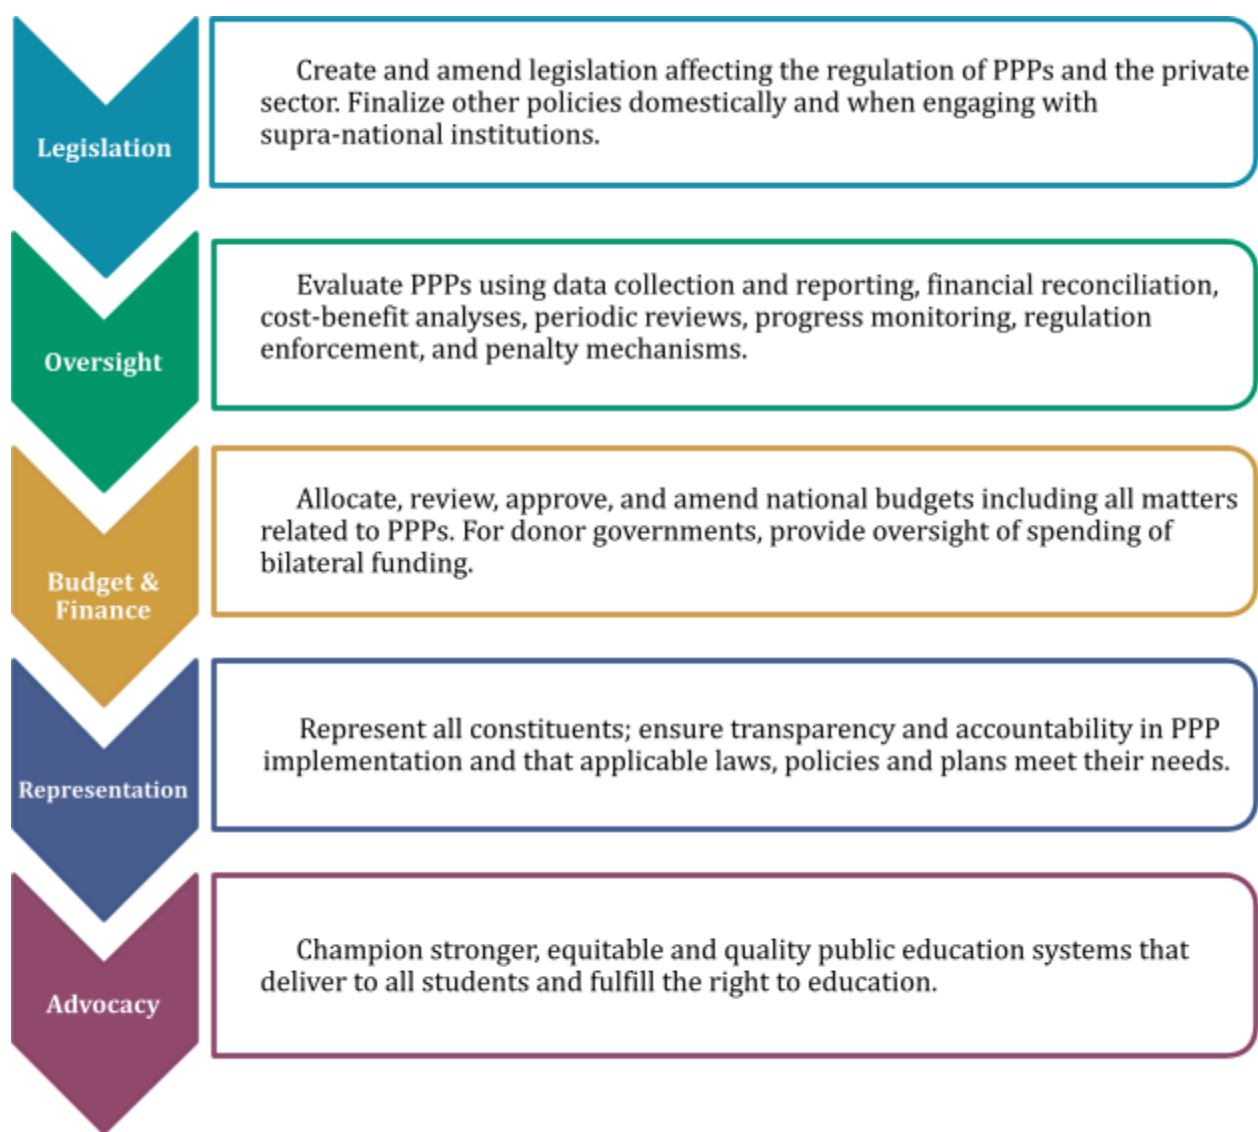 Legislation
Create and amend legislation affecting the regulation of PPPs and the private
sector. Finalize other policies domestically and when engaging with
supra-national institutions.
Oversight
Evaluate PPPs using data collection and reporting, financial reconciliation,
cost-benefit analyses, periodic reviews, progress monitoring, regulation
enforcement, and penalty mechanisms.
Budget &
Finance
Allocate, review, approve, and amend national budgets including all matters
related to PPPs. For donor governments, provide oversight of spending of
bilateral funding.
Representation
Represent all constituents; ensure transparency and accountability in PPP
implementation and that applicable laws, policies and plans meet their needs.
Advocacy
Champion stronger, equitable and quality public education systems that
deliver to all students and fulfill the right to education.